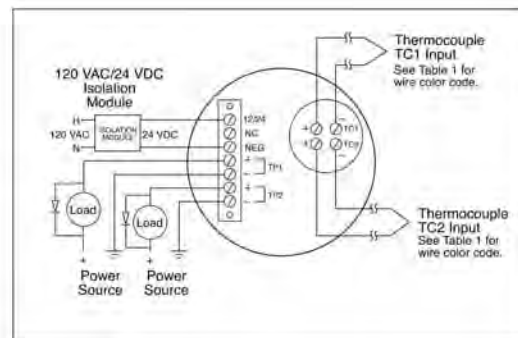 Thermocouple
TC1 Input
See Table 1 for
wire color code.
120 VAC/24 VDC
Isolation
Module
H
120 VAC
N
ISOLATION
MODULE
24 VDC
12/24
NC
NEG
+
−
TP1
+
−
TP2
−
+
TC1
+
TC2
−
Load
Load
+
Power
Source
+
Power
Source
Thermocouple
TC2 Input
See Table 1 for
wire color code.